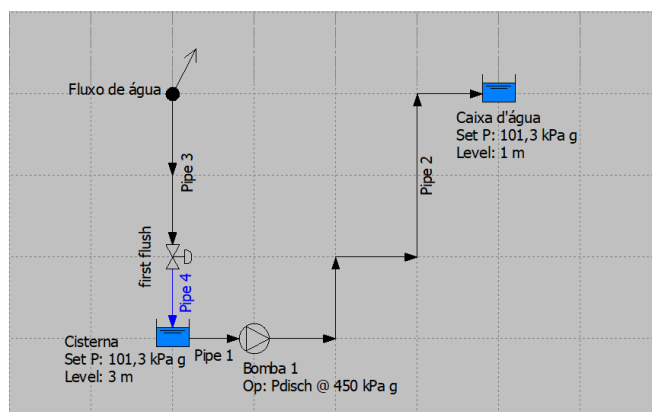 Fluxo de água
Pipe 3
first flush
Pipe 4
Cisterna
Set P: 101,3 kPa g
Level: 3 m
Pipe 1
Bomba 1
Op: Pdisch @ 450 kPa g
Pipe 2
Caixa d'água
Set P: 101,3 kPa g
Level: 1 m